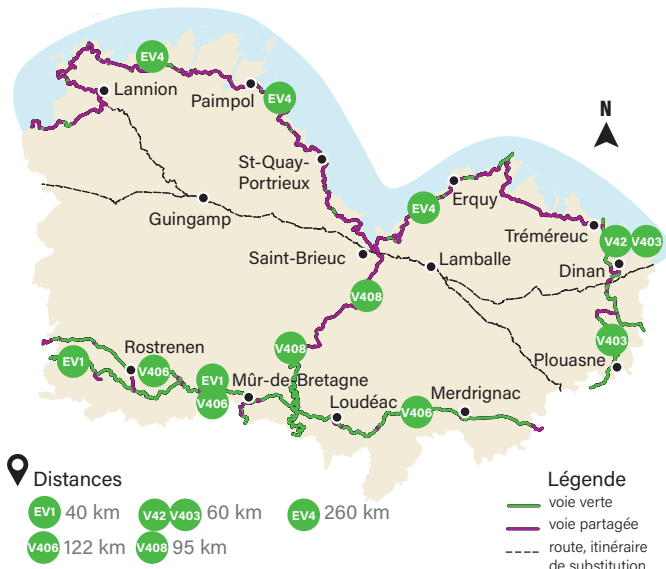 EV4
Lannion
Paimpol
EV4
N
St-Quay-
Portrieux
Erquy
EV4
Guingamp
Tréméreuc
V42 V403
Saint-Brieuc
Lamballe
Dinan
V408
V403
Rostrenen
V408
Plouasne
EV1
V406
EV1
Mûr-de-Bretagne
V406
Loudéac
V406
Merdrignac
Distances
EV1 40 km
V42 V403 60 km
EV4 260 km
V406 122 km
V408 95 km
Légende
voie verte
voie partagée
route, itinéraire
de substitution